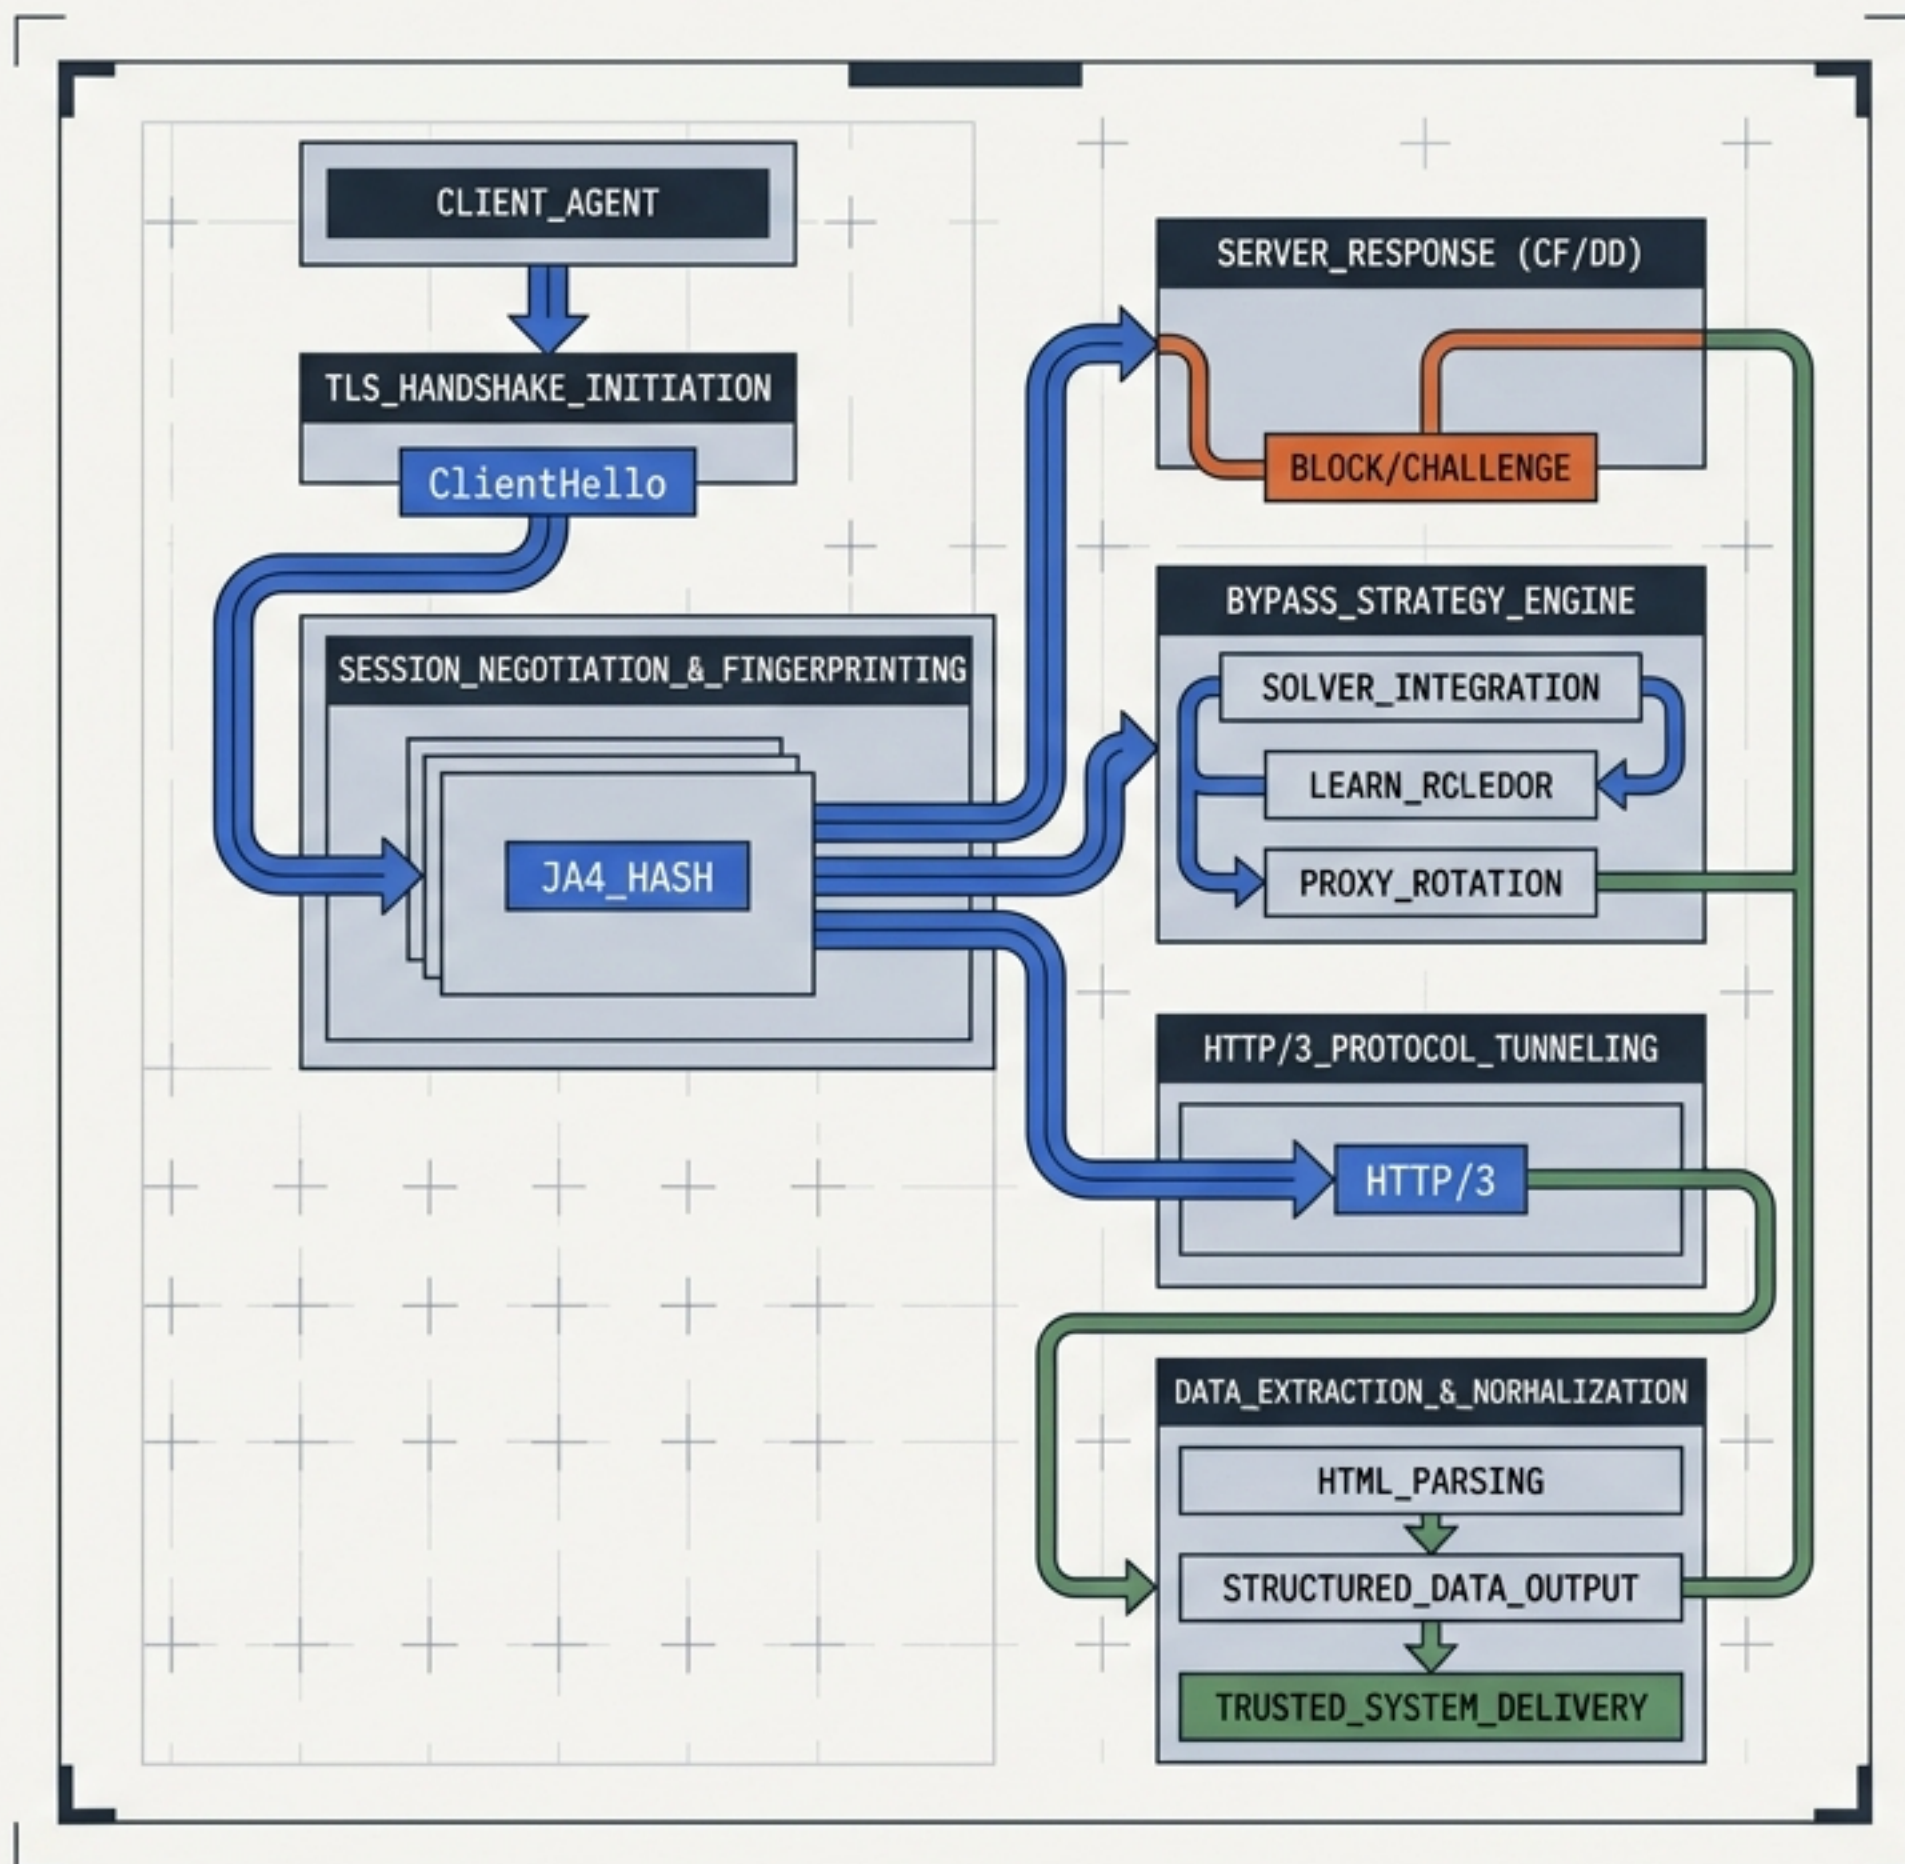 CLIENT_AGENT
TLS_HANDSHAKE_INITIATION
ClientHello
SESSION_NEGOTIATION_&_FINGERPRINTING
JA4_HASH
SERVER_RESPONSE (CF/DD)
BLOCK/CHALLENGE
BYPASS_STRATEGY_ENGINE
SOLVER_INTEGRATION
LEARN_RCLEDOR
PROXY_ROTATION
HTTP/3_PROTOCOL_TUNNELING
HTTP/3
DATA_EXTRACTION_&_NORHALIZATION
HTML_PARSING
STRUCTURED_DATA_OUTPUT
TRUSTED_SYSTEM_DELIVERY